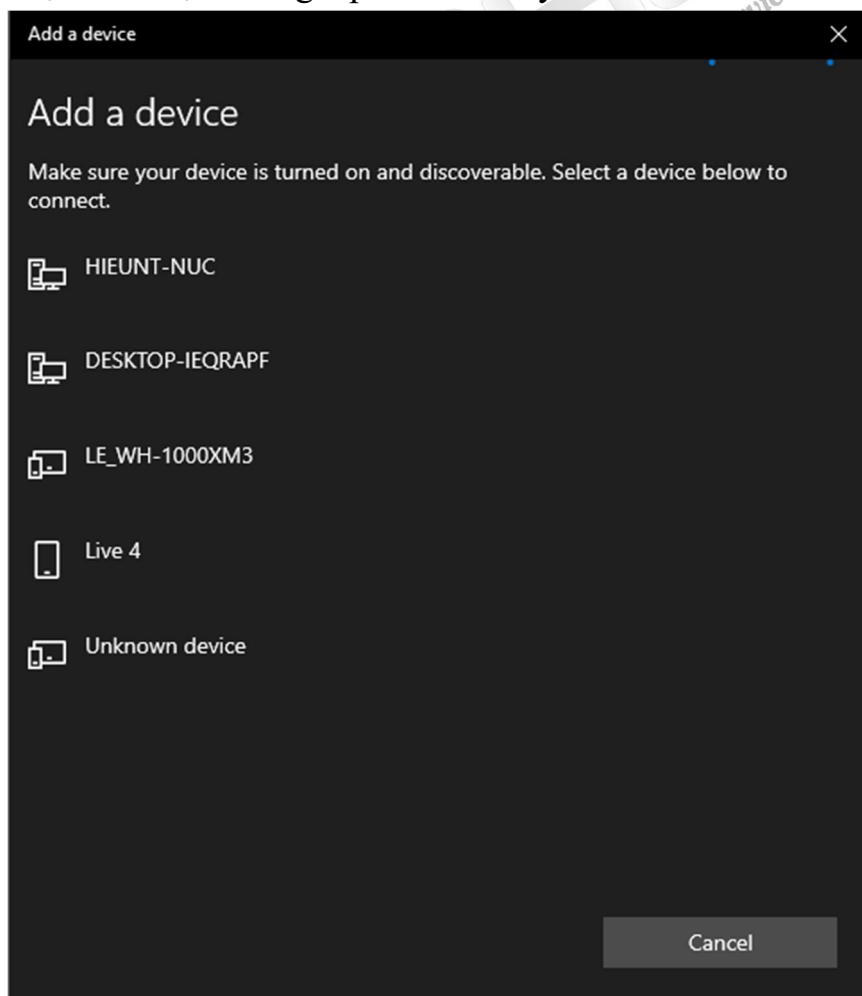 Add a device
Add a device
Make sure your device is turned on and discoverable. Select a device below to
connect.
HIEUNT-NUC
DESKTOP-IEQRAPF
LE_WH-1000XM3
Live 4
Unknown device
Cancel